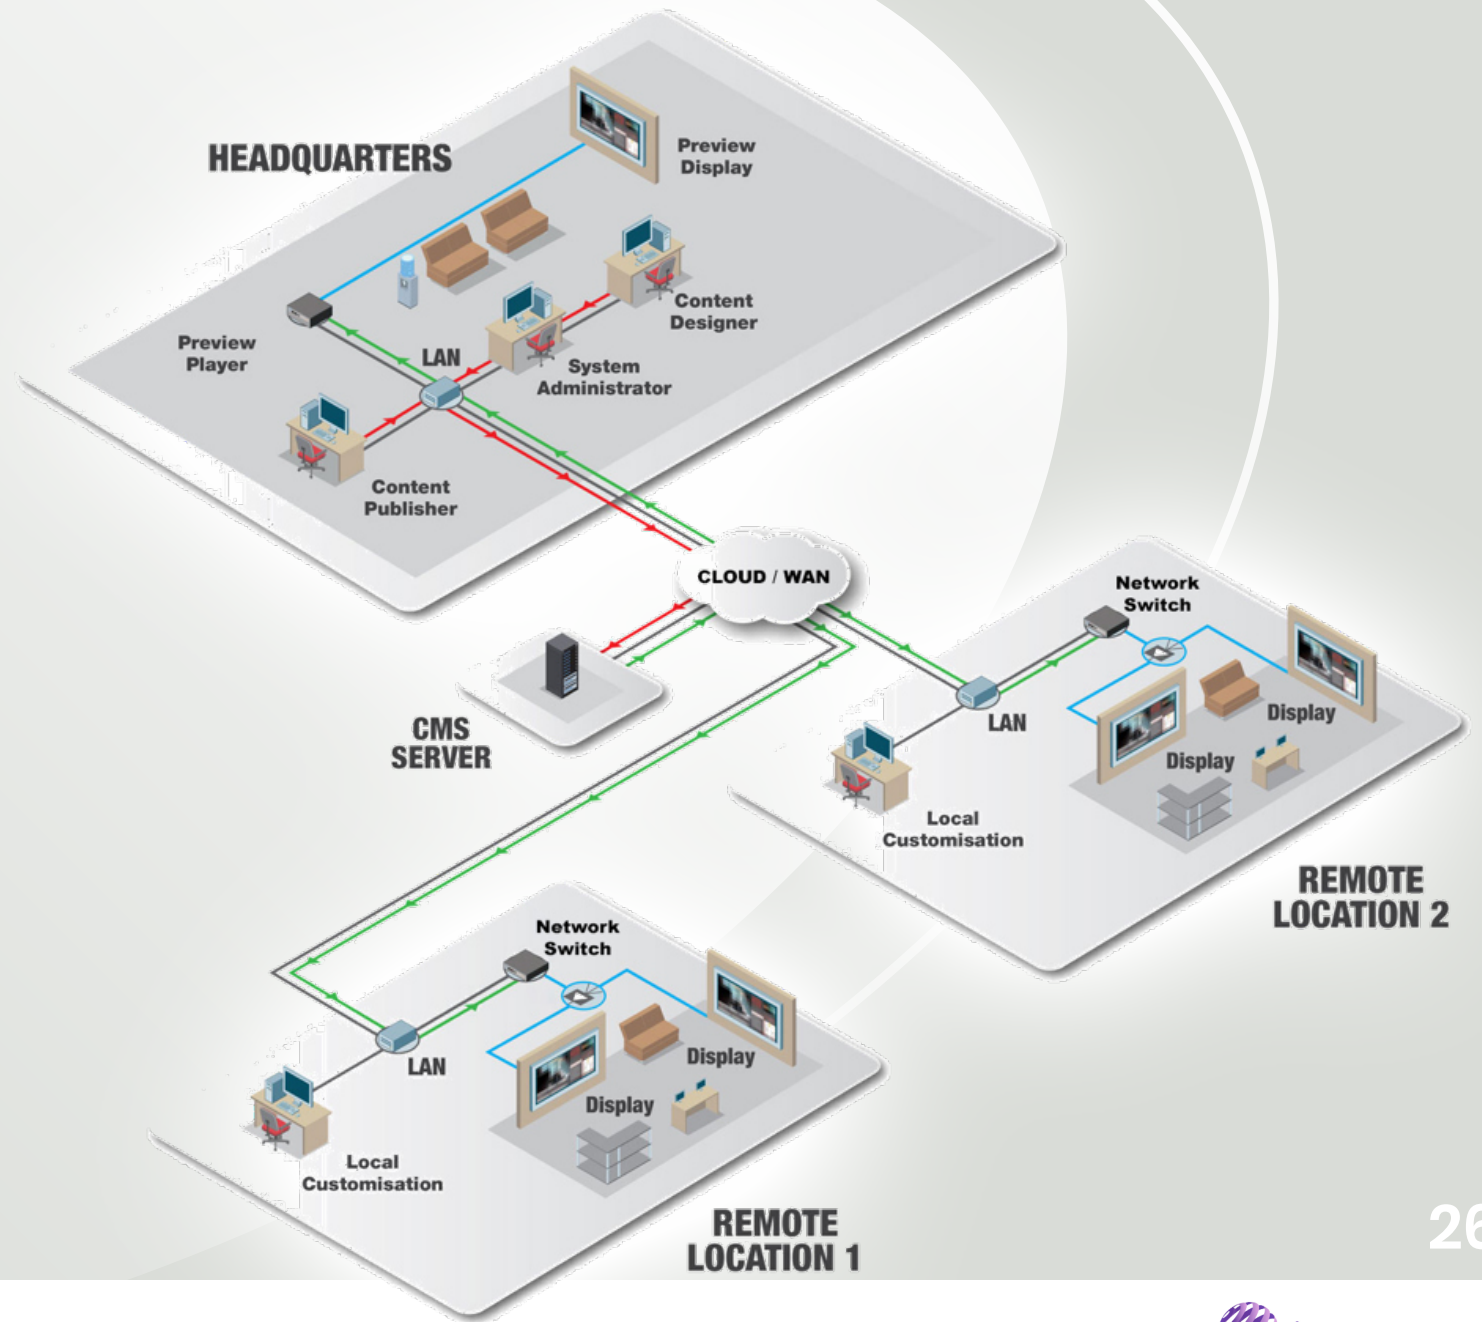 HEADQUARTERS
Preview
Display
Content
Designer
Preview
Player
LAN
System
Administrator
Content
Publisher
CLOUD / WAN
CMS
SERVER
Network
Switch
Display
LAN
Display
Local
Customisation
REMOTE
LOCATION 2
Network
Switch
Display
LAN
Display
Local
Customisation
REMOTE
LOCATION 1
26